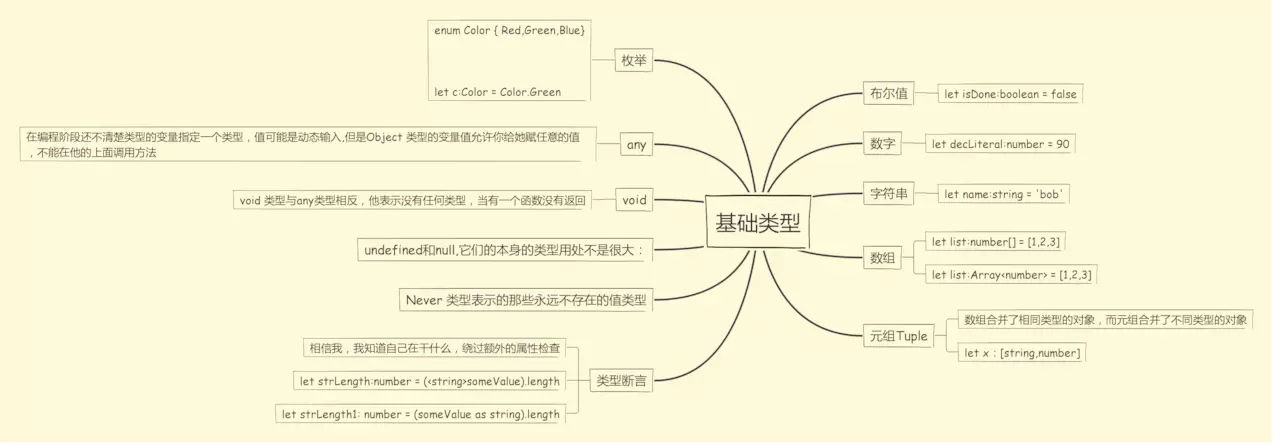 基础类型
布尔值
let isDone:boolean = false
数字
let decLiteral:number = 90
字符串
let name:string = 'bob'
数组
let list:number[] = [1,2,3]
let list:Array<number> = [1,2,3]
元组Tuple
数组合并了相同类型的对象，而元组合并了不同类型的对象
let x : [string,number]
枚举
enum Color { Red,Green,Blue}
let c:Color = Color.Green
any
在编程阶段还不清楚类型的变量指定一个类型，值可能是动态输入,但是Object 类型的变量值允许你给她赋任意的值
，不能在他的上面调用方法
void
void 类型与any类型相反，他表示没有任何类型，当有一个函数没有返回
undefined和null,它们的本身的类型用处不是很大：
Never 类型表示的那些永远不存在的值类型
类型断言
相信我，我知道自己在干什么，绕过额外的属性检查
let strLength:number = (<string>someValue).length
let strLength1: number = (someValue as string).length